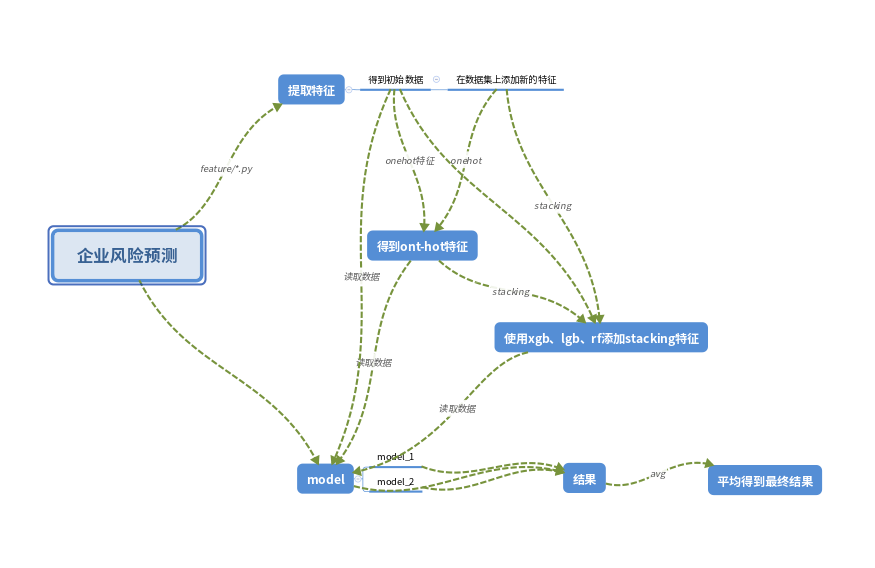 得到初始数据
在数据集上添加新的特征
提取特征
onehot特征
onehot
feature/*.py
stacking
得到ont-hot特征
企业风险预测
读取数据
stacking
使用xgb、lgb、rf添加stacking特征
读取数据
读取数据
model_1
model
model_2
结果
avg
平均得到最终结果